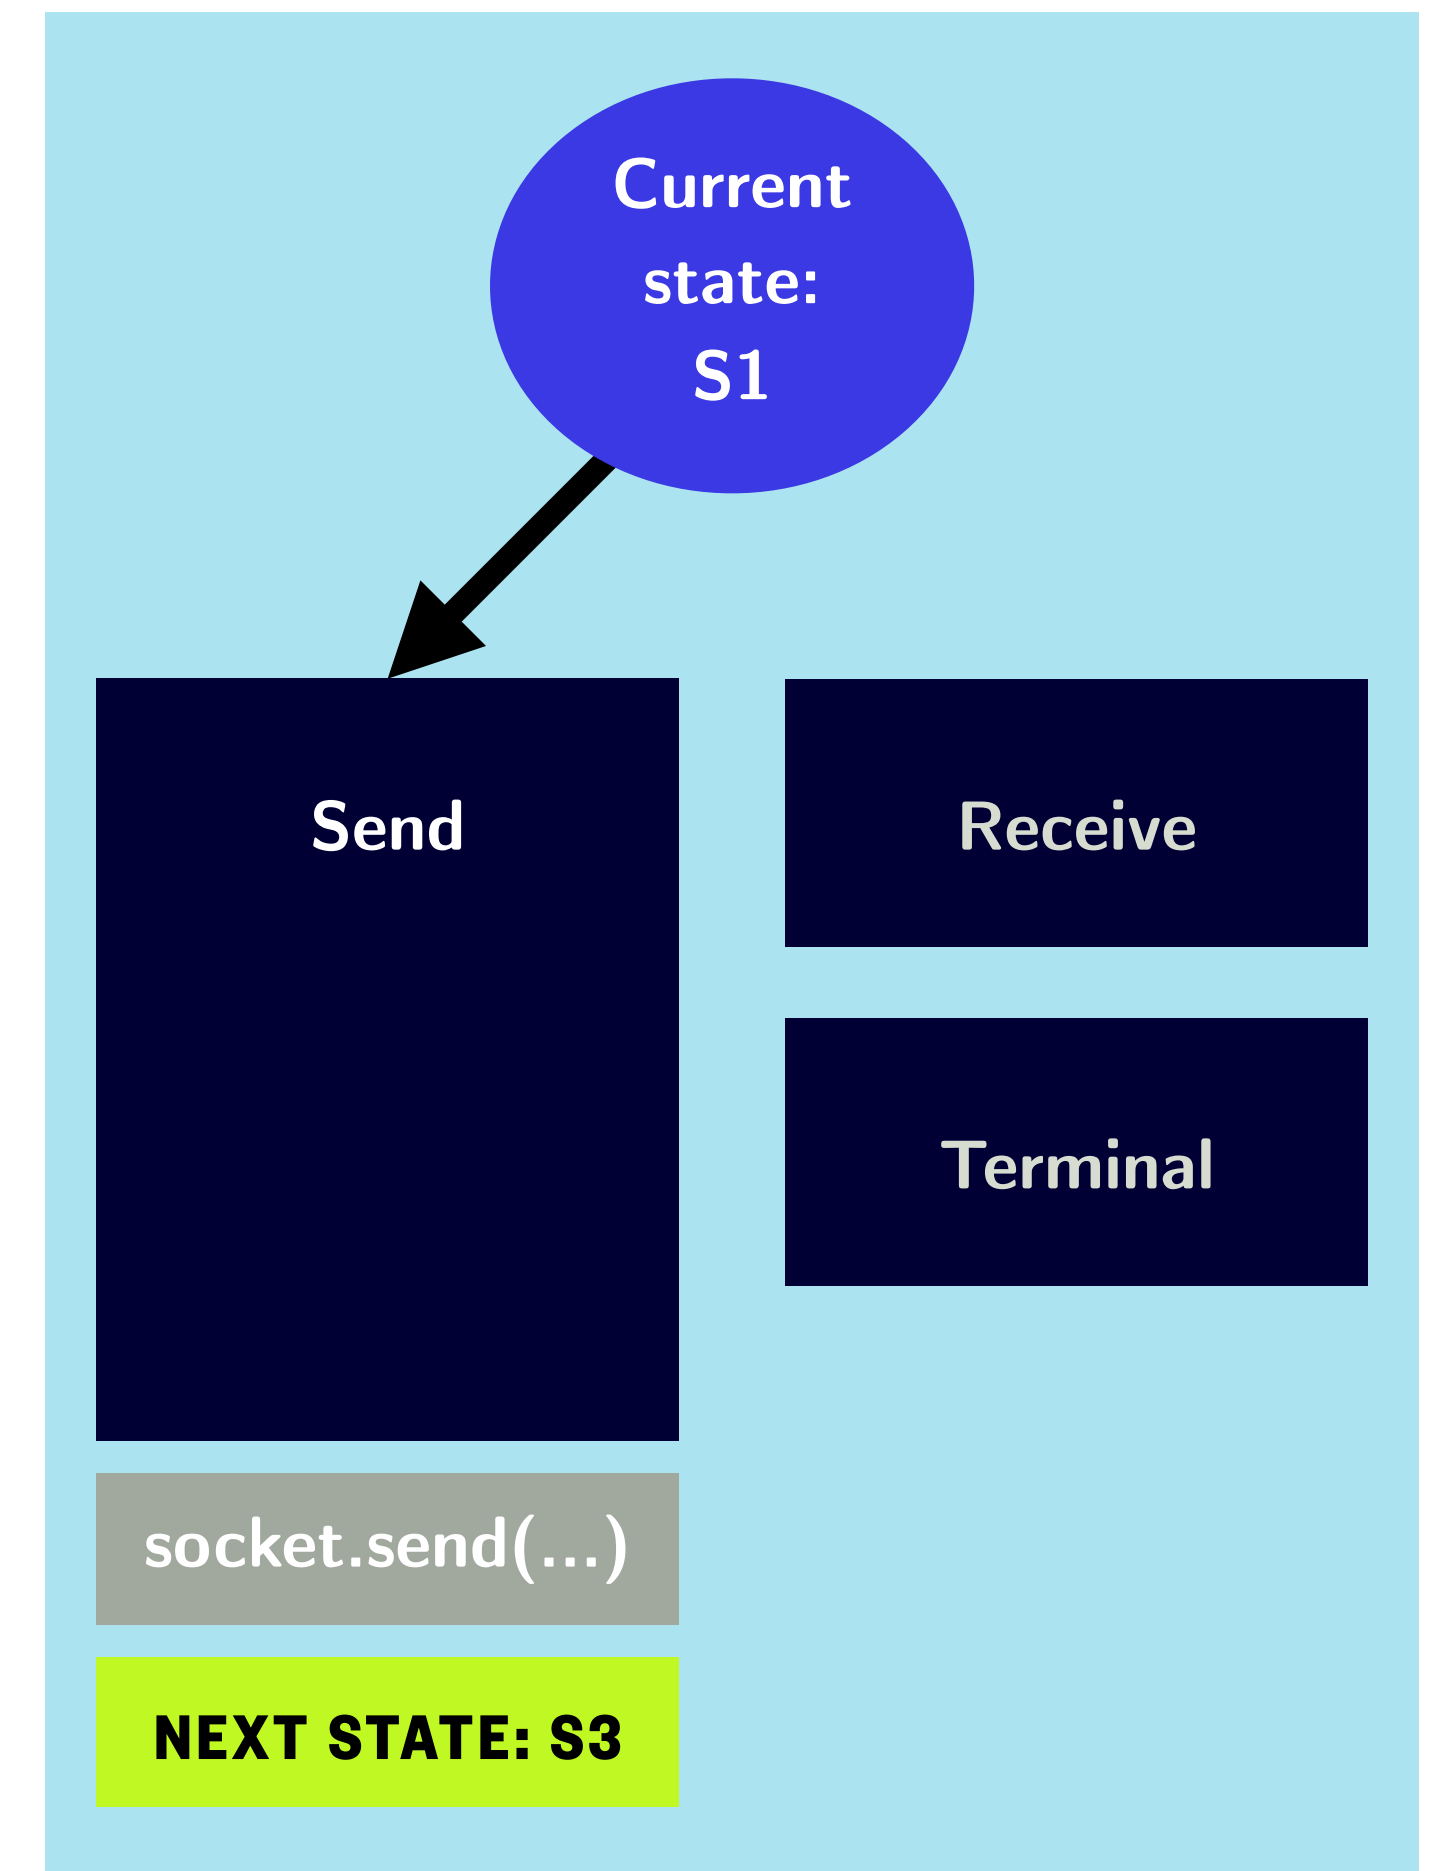 Current
state:
S1
Send
Receive
Terminal
socket.send(...)
NEXT STATE: S3